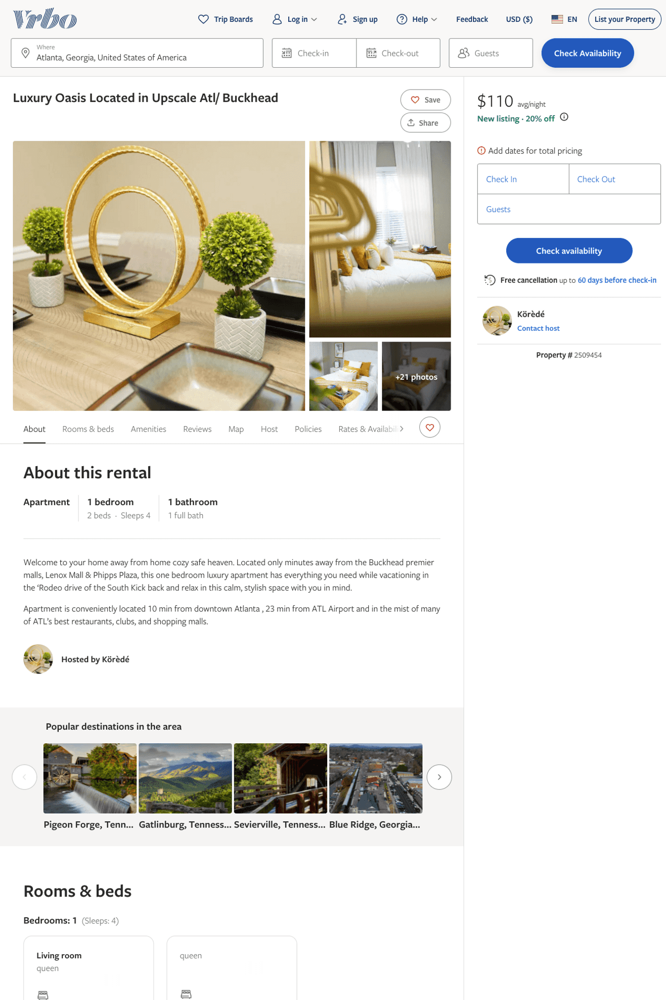 Vrbo
Trip Boards
Log in
Sign up
Help
Feedback
USD ($)
EN
List your Property
Where
Atlanta, Georgia, United States of America
Check-in
Check-out
Guests
Check Availability
Luxury Oasis Located in Upscale Atl/ Buckhead
Save
Share
+21 photos
$110 avg/night
New listing · 20% off
Add dates for total pricing
Check In
Check Out
Guests
Check availability
Free cancellation up to 60 days before check-in
Körèdé
Contact host
Property # 2509454
About
Rooms & beds
Amenities
Reviews
Map
Host
Policies
Rates & Availabili
About this rental
Apartment
1 bedroom
2 beds · Sleeps 4
1 bathroom
1 full bath
Welcome to your home away from home cozy safe heaven. Located only minutes away from the Buckhead premier
malls, Lenox Mall & Phipps Plaza, this one bedroom luxury apartment has everything you need while vacationing in
the ‘Rodeo drive of the South Kick back and relax in this calm, stylish space with you in mind.
Apartment is conveniently located 10 min from downtown Atlanta , 23 min from ATL Airport and in the mist of many
of ATL’s best restaurants, clubs, and shopping malls.
Hosted by Körèdé
Popular destinations in the area
Pigeon Forge, Tenn...
Gatlinburg, Tenness...
Sevierville, Tenness...
Blue Ridge, Georgia...
Rooms & beds
Bedrooms: 1 (Sleeps: 4)
Living room
queen
queen